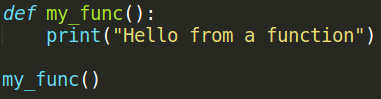 def my_func():
    print("Hello from a function")

my_func()